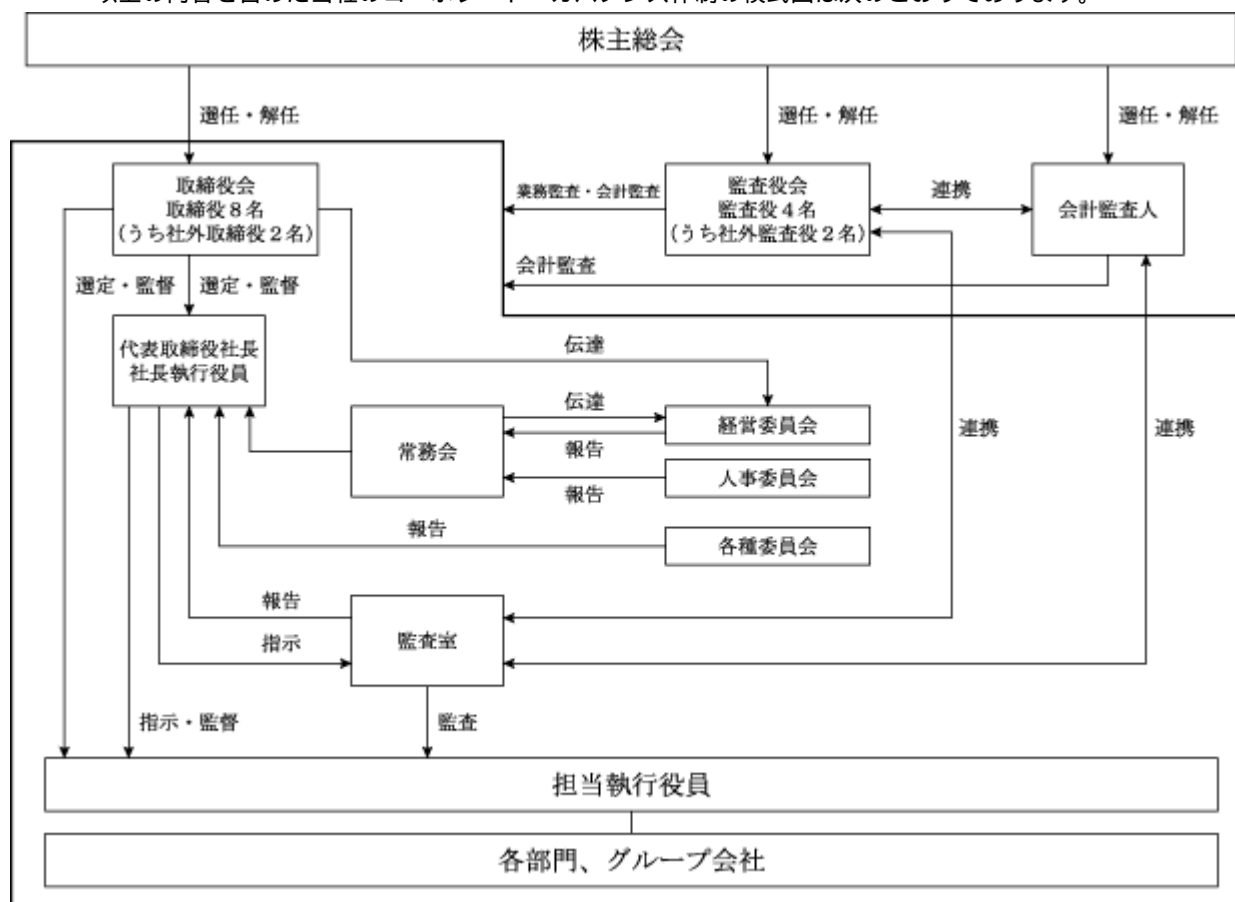 株主総会
選任・解任
選任・解任
選任・解任
取締役会
取締役8名
(うち社外取締役2名)
業務監査・会計監査
監査役会
監査役4名
(うち社外監査役2名)
連携
会計監査人
会計監査
選定・監督
選定・監督
代表取締役社長
社長執行役員
伝達
伝達
常務会
経営委員会
報告
連携
連携
人事委員会
報告
報告
各種委員会
報告
監査室
指示
指示・監督
監査
担当執行役員
各部門、グループ会社